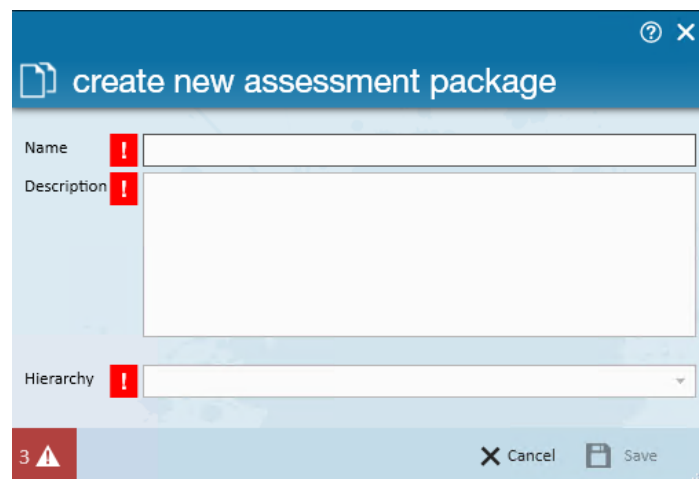 create new assessment package
Name !
Description !
Hierarchy !
3 Cancel Save